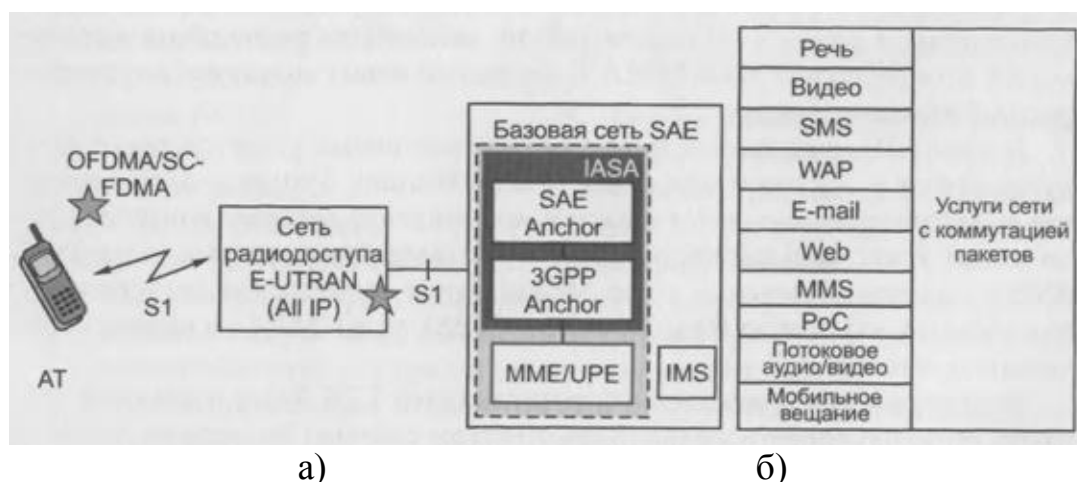 OFDMA/SC-
FDMA
S1
АТ
Сеть
радиодоступа
E-UTRAN
(All IP)
S1
Базовая сеть SAE
IASA
SAE
Anchor
3GPP
Anchor
MME/UPE
IMS
Речь
Видео
SMS
WAP
E-mail
Web
MMS
PoC
Потоковое
аудио/видео
Мобильное
вещание
Услуги сети
с коммутацией
пакетов
а)
б)